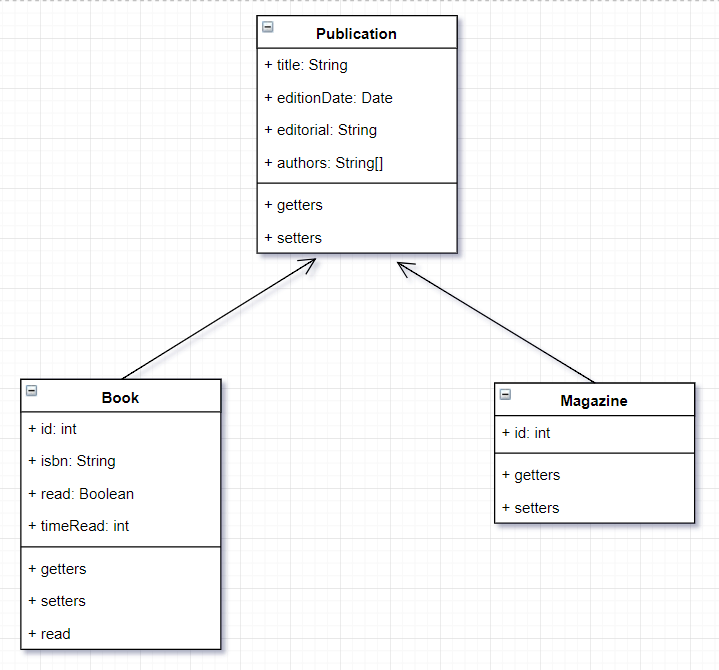 Publication
+ title: String
+ editionDate: Date
+ editorial: String
+ authors: String[]
+ getters
+ setters
Book
+ id: int
+ isbn: String
+ read: Boolean
+ timeRead: int
+ getters
+ setters
+ read
Magazine
+ id: int
+ getters
+ setters